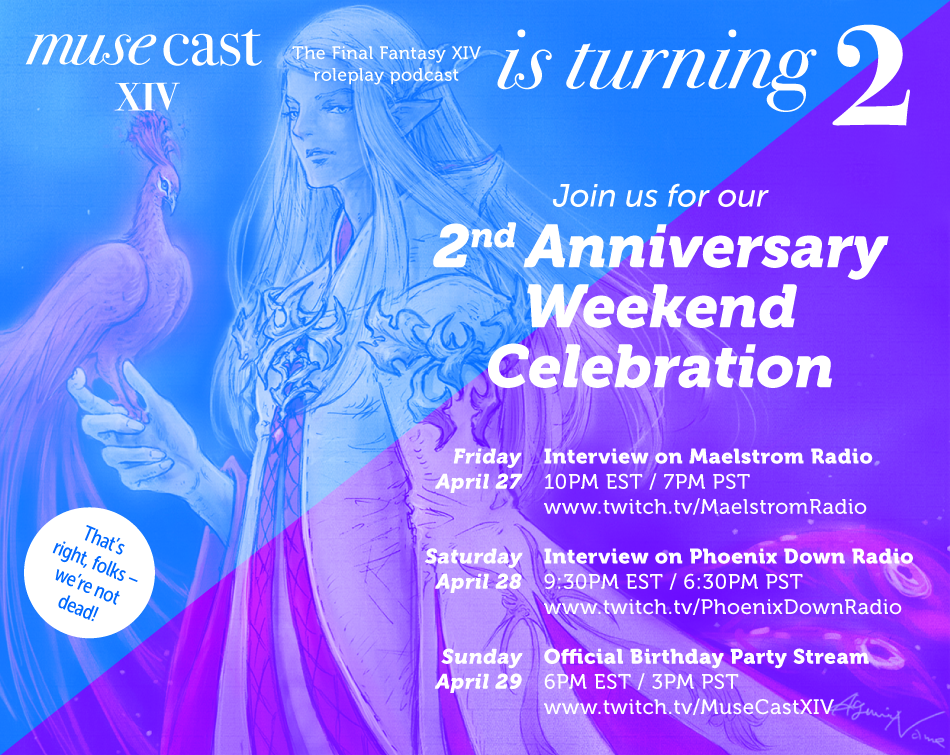 muse cast
XIV
The Final Fantasy XIV
roleplay podcast
is turning 2
Join us for our
2nd Anniversary
Weekend
Celebration
Friday
April 27
Interview on Maelstrom Radio
10PM EST / 7PM PST
www.twitch.tv/MaelstromRadio
Saturday
April 28
Interview on Phoenix Down Radio
9:30PM EST / 6:30PM PST
www.twitch.tv/PhoenixDownRadio
Sunday
April 29
Official Birthday Party Stream
6PM EST / 3PM PST
www.twitch.tv/MuseCastXIV
That's
right, folks –
we're not
dead!